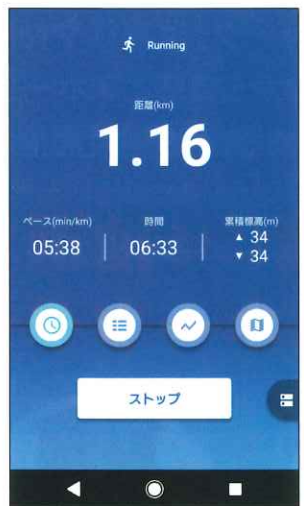 Running
距離(km)
1.16
ペース(min/km) 時間 累積標高(m)
05:38 06:33 ▲ 34
▼ 34
ストップ